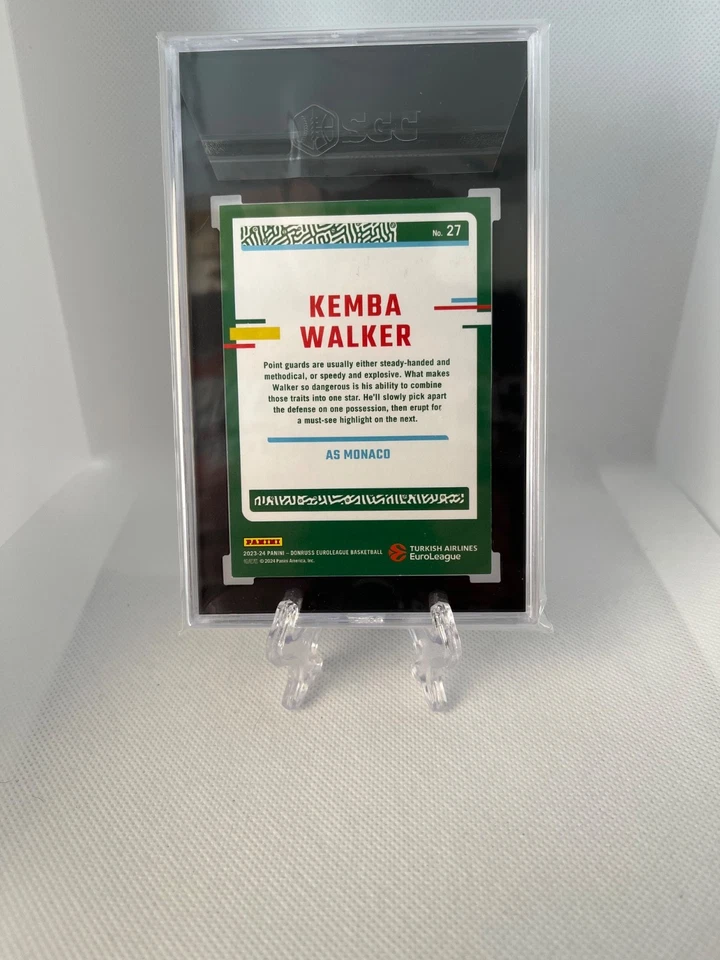 SGC
No. 27
KEMBA
WALKER
Point guards are usually either steady-handed and
methodical, or speedy and explosive. What makes
Walker so dangerous is his ability to combine
those traits into one star. He'll slowly pick apart
the defense on one possession, then erupt for
a must-see highlight on the next.
AS MONACO
PANINI
2023-24 PANINI – DONRUSS EUROLEAGUE BASKETBALL
© 2024 Panini America, Inc.
TURKISH AIRLINES
EuroLeague